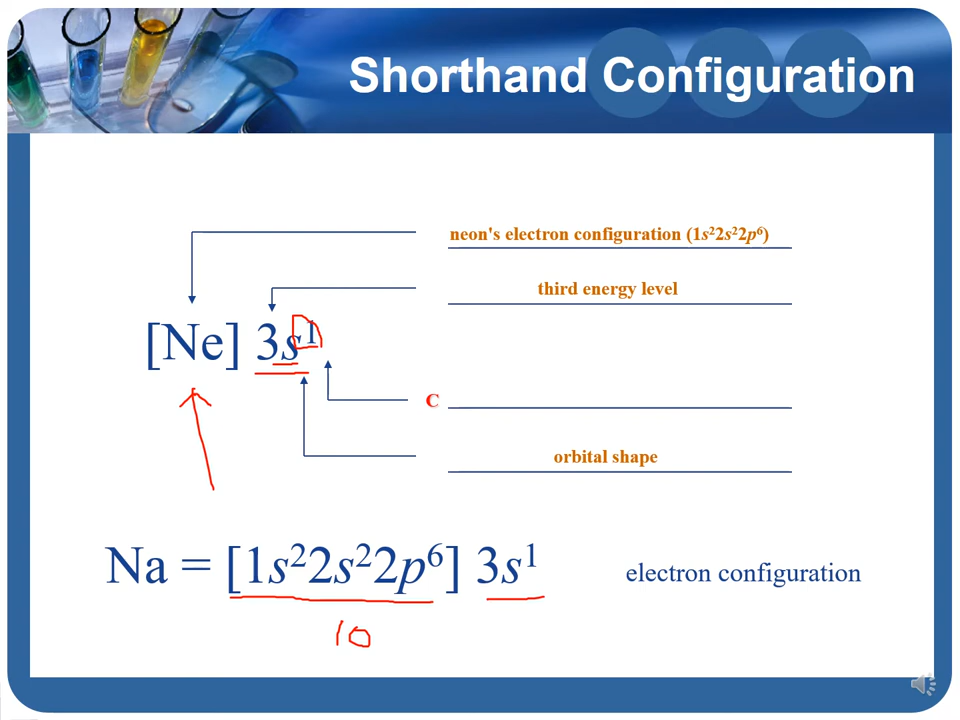 Shorthand Configuration
neon's electron configuration (1s²2s²2p⁶)
third energy level
[Ne] 3s¹
C
orbital shape
Na = [1s²2s²2p⁶] 3s¹
electron configuration
10